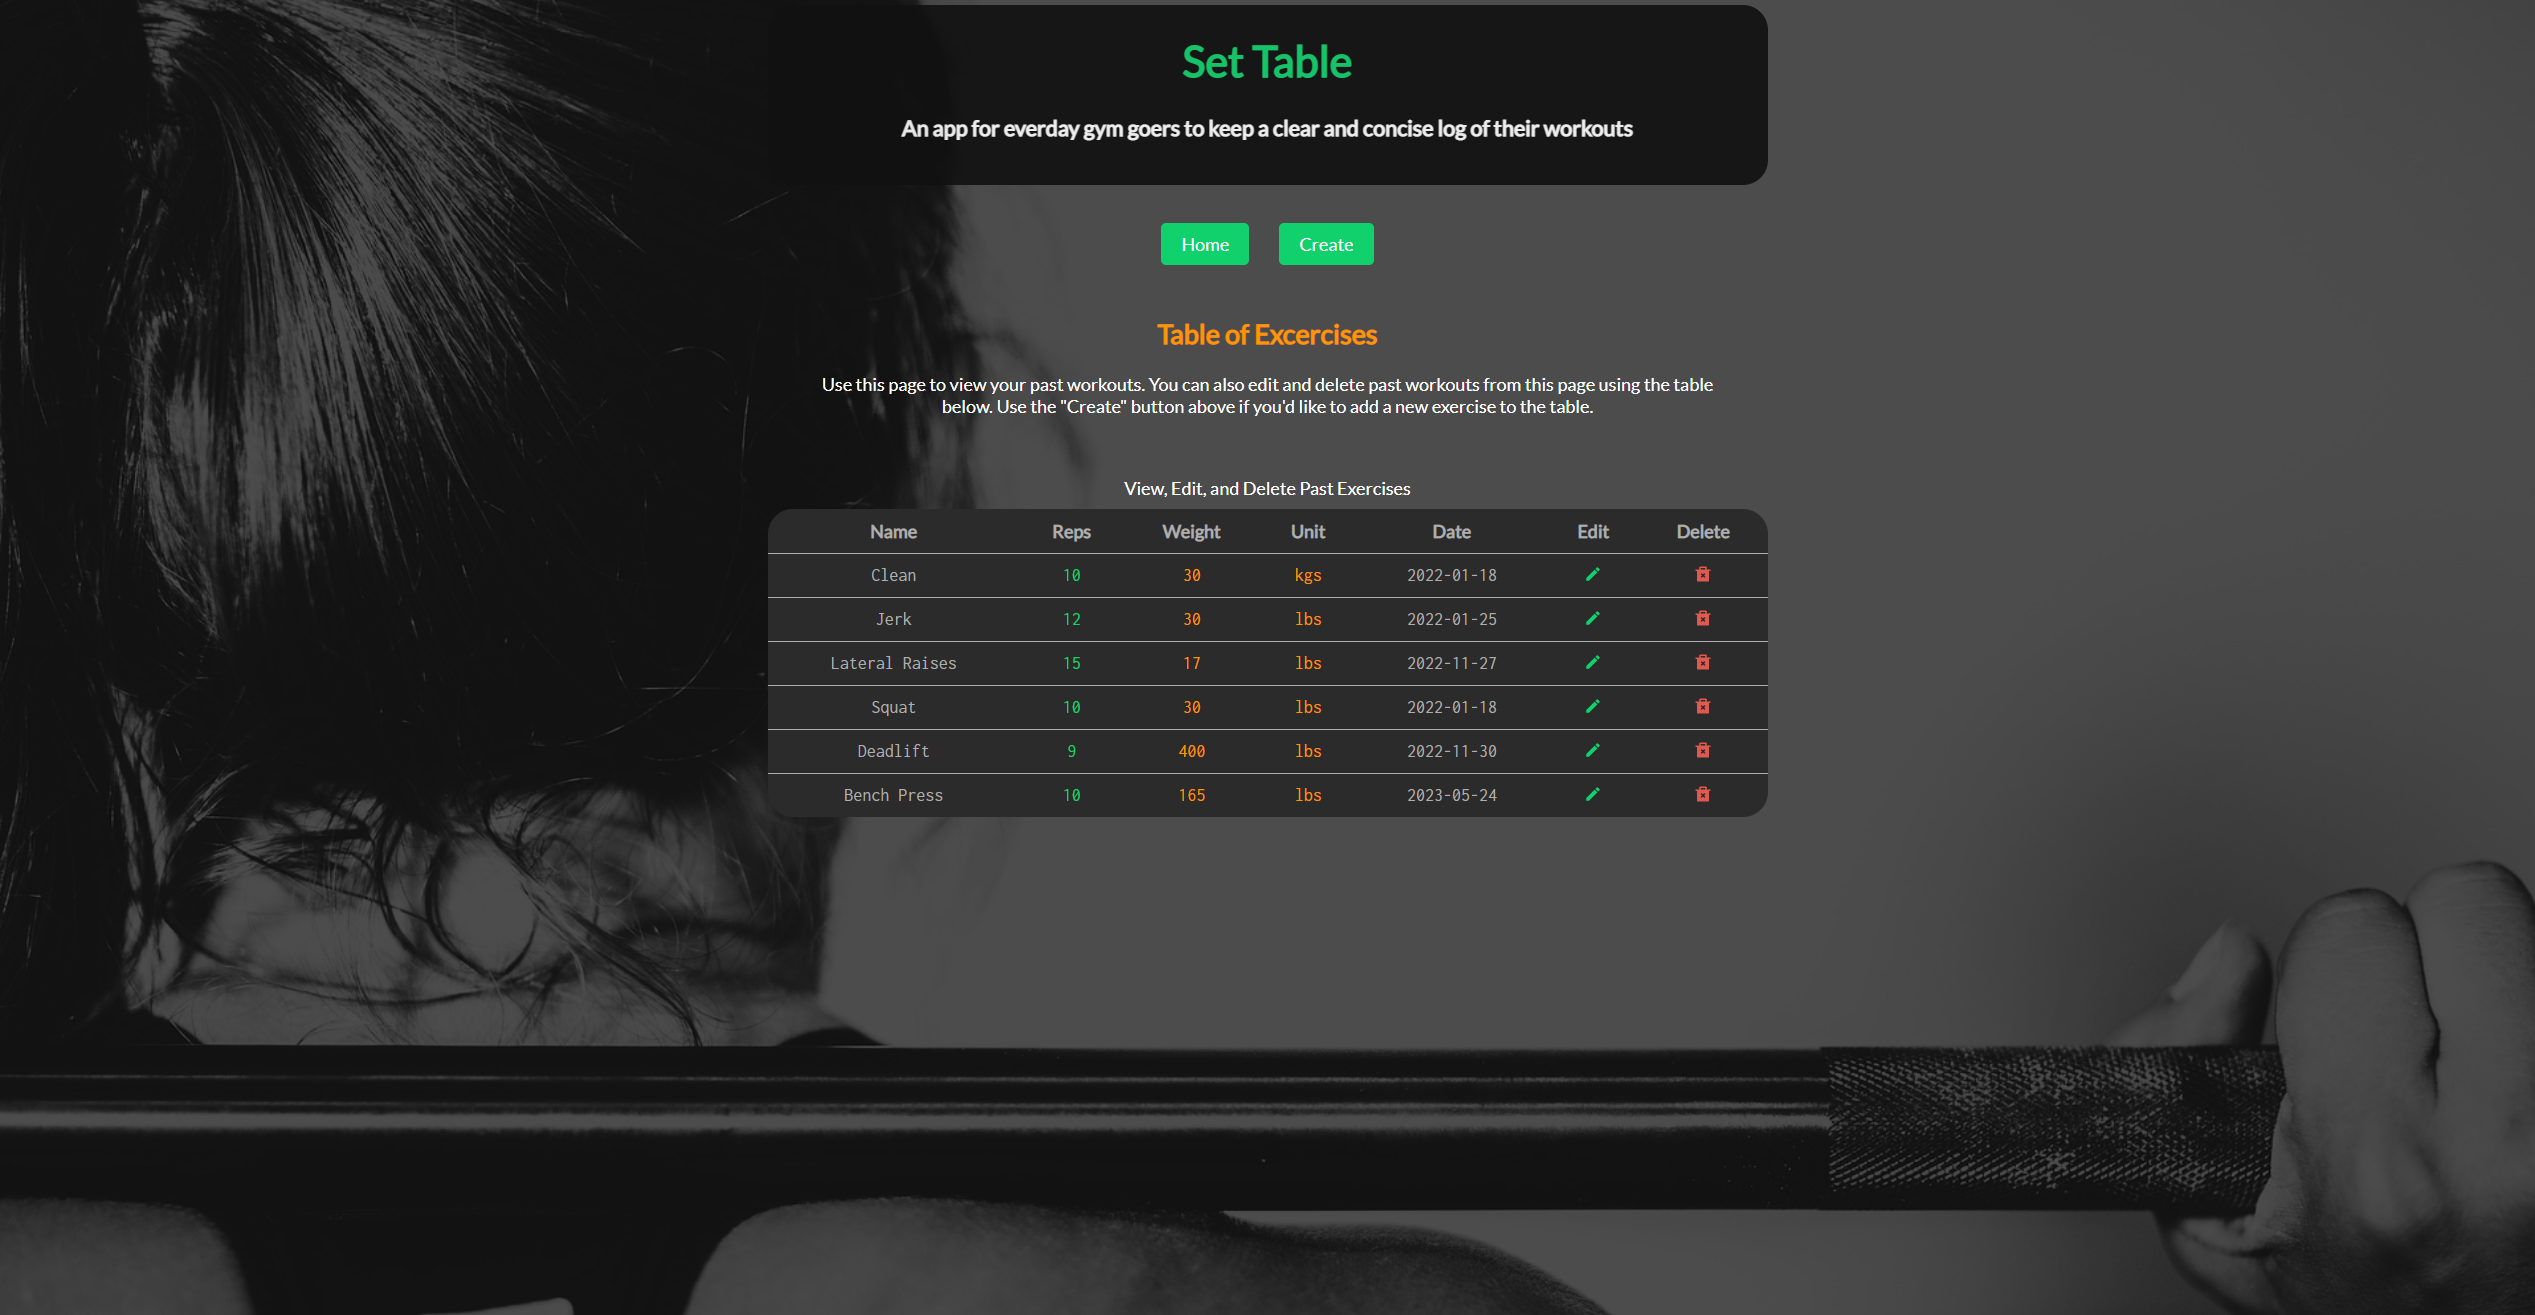 Set Table
An app for everday gym goers to keep a clear and concise log of their workouts
Home Create
Table of Excercises
Use this page to view your past workouts. You can also edit and delete past workouts from this page using the table
below. Use the "Create" button above if you'd like to add a new exercise to the table.
View, Edit, and Delete Past Exercises
Name Reps Weight Unit Date Edit Delete
Clean 10 30 kgs 2022-01-18
Jerk 12 30 lbs 2022-01-25
Lateral Raises 15 17 lbs 2022-11-27
Squat 10 30 lbs 2022-01-18
Deadlift 9 400 lbs 2022-11-30
Bench Press 10 165 lbs 2023-05-24